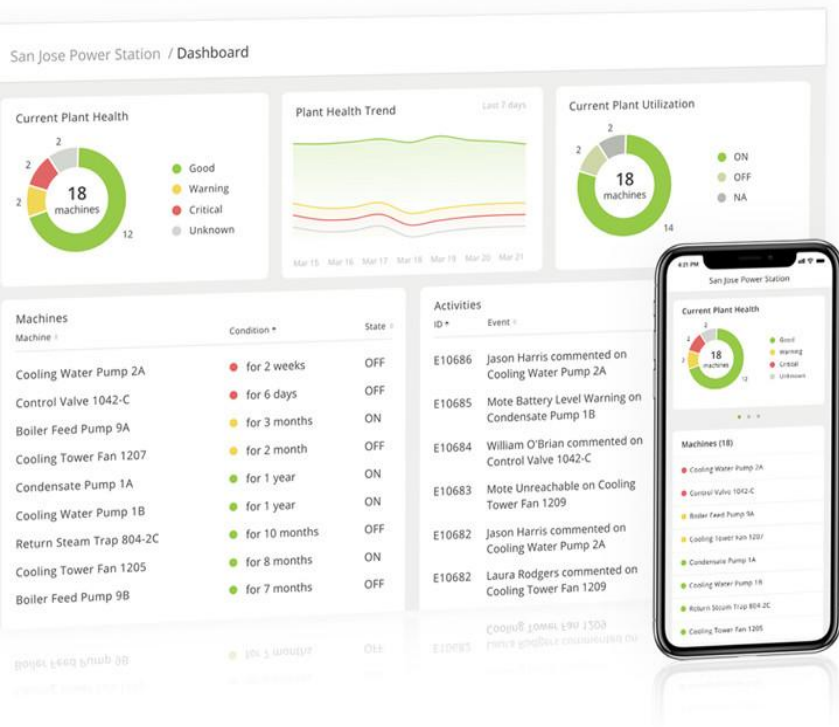 San Jose Power Station / Dashboard
Current Plant Health
2
2
2
12
18
machines
Good
Warning
Critical
Unknown
Plant Health Trend
Last 7 days
Mar 15 Mar 16 Mar 17 Mar 18 Mar 19 Mar 20 Mar 21
Current Plant Utilization
2
2
14
18
machines
ON
OFF
NA
Machines
Machine Condition State
Cooling Water Pump 2A for 2 weeks OFF
Control Valve 1042-C for 6 days OFF
Boiler Feed Pump 9A for 3 months ON
Cooling Tower Fan 1207 for 2 month OFF
Condensate Pump 1A for 1 year ON
Cooling Water Pump 1B for 1 year ON
Return Steam Trap 804-2C for 10 months OFF
Cooling Tower Fan 1205 for 8 months ON
Boiler Feed Pump 9B for 7 months OFF
Activities
ID Event
E10686 Jason Harris commented on
Cooling Water Pump 2A
E10685 Mote Battery Level Warning on
Condensate Pump 1B
E10684 William O'Brian commented on
Control Valve 1042-C
E10683 Mote Unreachable on Cooling
Tower Fan 1209
E10682 Jason Harris commented on
Cooling Water Pump 2A
E10682 Laura Rodgers commented on
Cooling Tower Fan 1209
4:21 PM
San Jose Power Station
Current Plant Health
2
2
2
12
18
machines
Good
Warning
Critical
Unknown
Machines (18)
Cooling Water Pump 2A
Control Valve 1042-C
Boiler Feed Pump 9A
Cooling Tower Fan 1207
Condensate Pump 1A
Cooling Water Pump 1B
Return Steam Trap 804-2C
Cooling Tower Fan 1205